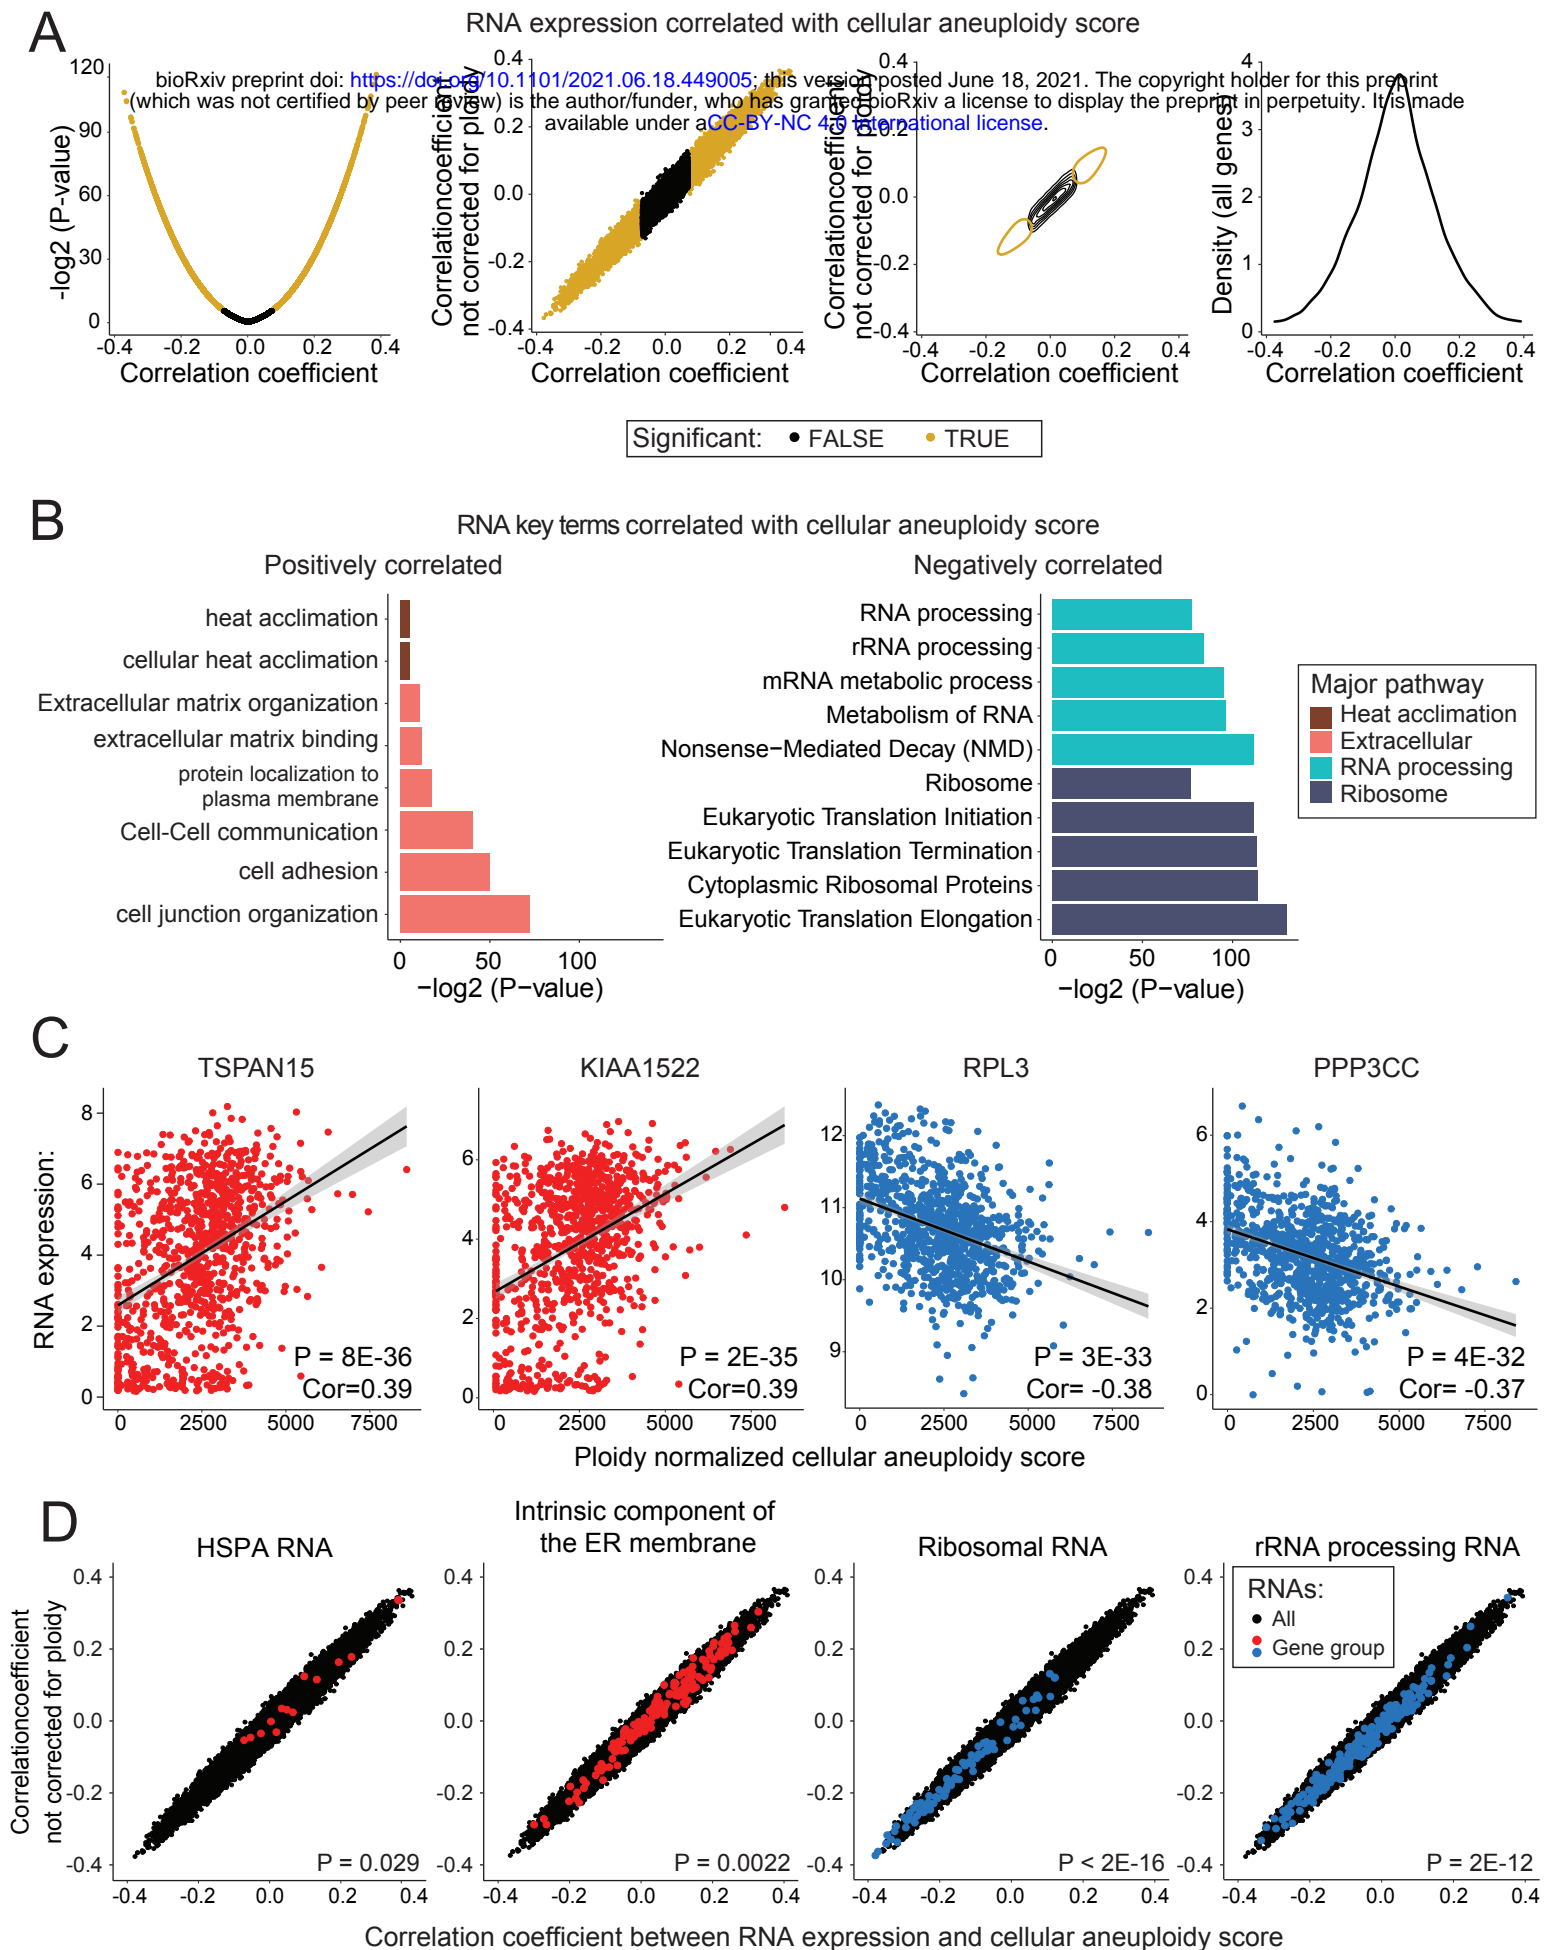 A
RNA expression correlated with cellular aneuploidy score
bioRxiv preprint doi: https://doi.org/10.1101/2021.06.18.449005; this version posted June 18, 2021. The copyright holder for this preprint
(which was not certified by peer review) is the author/funder, who has granted bioRxiv a license to display the preprint in perpetuity. It is made
available under aCC-BY-NC 4.0 International license.
-log2 (P-value)
120
90
60
30
0
-0.4 -0.2 0.0 0.2 0.4
Correlation coefficient
Correlationcoefficient
not corrected for ploidy
0.4
0.2
0.0
-0.2
-0.4
-0.4 -0.2 0.0 0.2 0.4
Correlation coefficient
Correlationcoefficient
not corrected for ploidy
0.4
0.2
0.0
-0.2
-0.4
-0.4 -0.2 0.0 0.2 0.4
Correlation coefficient
Density (all genes)
4
3
2
1
0
-0.4 -0.2 0.0 0.2 0.4
Correlation coefficient
Significant: FALSE TRUE
B
RNA key terms correlated with cellular aneuploidy score
Positively correlated
heat acclimation
cellular heat acclimation
Extracellular matrix organization
extracellular matrix binding
protein localization to
plasma membrane
Cell-Cell communication
cell adhesion
cell junction organization
0 50 100
−log2 (P−value)
Negatively correlated
RNA processing
rRNA processing
mRNA metabolic process
Metabolism of RNA
Nonsense−Mediated Decay (NMD)
Ribosome
Eukaryotic Translation Initiation
Eukaryotic Translation Termination
Cytoplasmic Ribosomal Proteins
Eukaryotic Translation Elongation
0 50 100
−log2 (P−value)
Major pathway
Heat acclimation
Extracellular
RNA processing
Ribosome
C
RNA expression:
TSPAN15
8
6
4
2
0
P = 8E-36
Cor=0.39
0 2500 5000 7500
KIAA1522
6
4
2
0
P = 2E-35
Cor=0.39
0 2500 5000 7500
RPL3
12
11
10
9
P = 3E-33
Cor= -0.38
0 2500 5000 7500
PPP3CC
6
4
2
0
P = 4E-32
Cor= -0.37
0 2500 5000 7500
Ploidy normalized cellular aneuploidy score
D
Correlationcoefficient
not corrected for ploidy
HSPA RNA
0.4
0.2
0.0
-0.2
-0.4
P = 0.029
-0.4 -0.2 0.0 0.2 0.4
Intrinsic component of
the ER membrane
0.4
0.2
0.0
-0.2
-0.4
P = 0.0022
-0.4 -0.2 0.0 0.2 0.4
Ribosomal RNA
0.4
0.2
0.0
-0.2
-0.4
P < 2E-16
-0.4 -0.2 0.0 0.2 0.4
rRNA processing RNA
0.4
0.2
0.0
-0.2
-0.4
RNAs:
All
Gene group
P = 2E-12
-0.4 -0.2 0.0 0.2 0.4
Correlation coefficient between RNA expression and cellular aneuploidy score